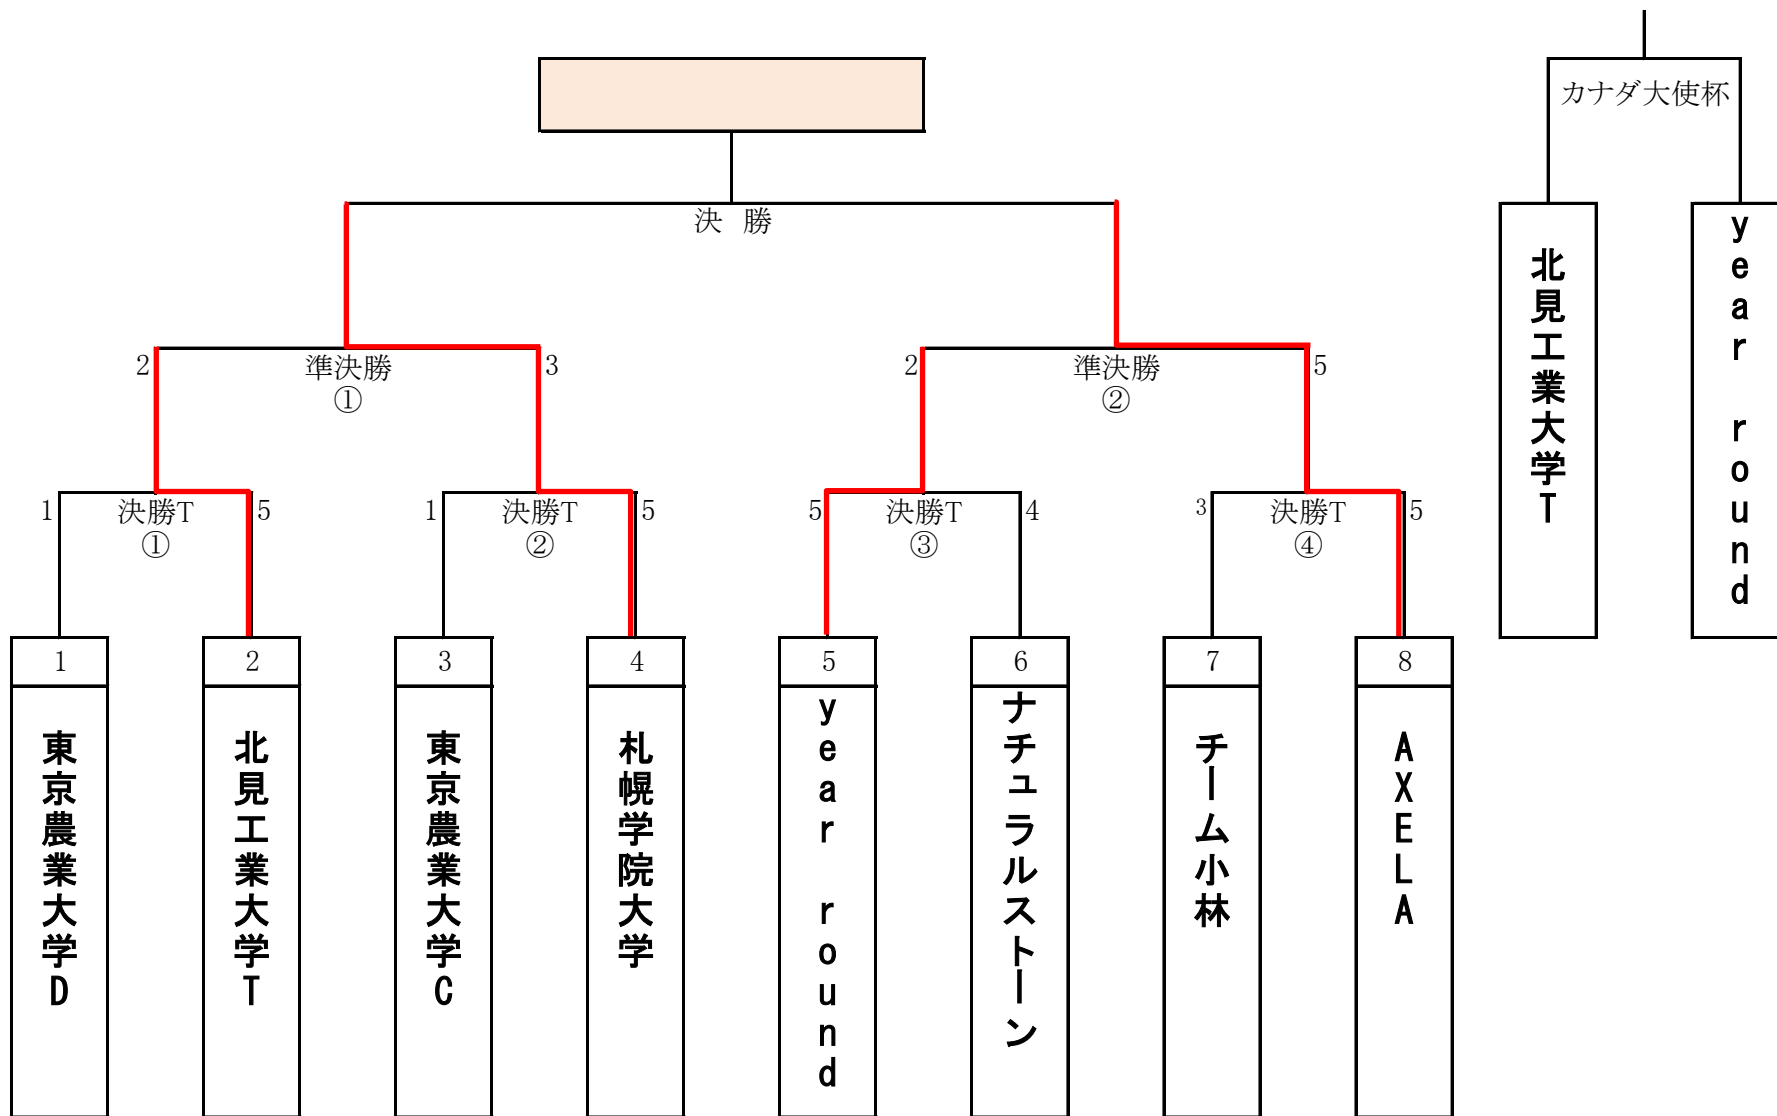 カナダ大使杯
決 勝
北見工業大学T
year round
2
準決勝
①
3
2
準決勝
②
5
1
決勝T
①
5
1
決勝T
②
5
5
決勝T
③
4
3
決勝T
④
5
1
2
3
4
5
6
7
8
東京農業大学D
北見工業大学T
東京農業大学C
札幌学院大学
year round
ナチュラルストーン
チーム小林
AXELA